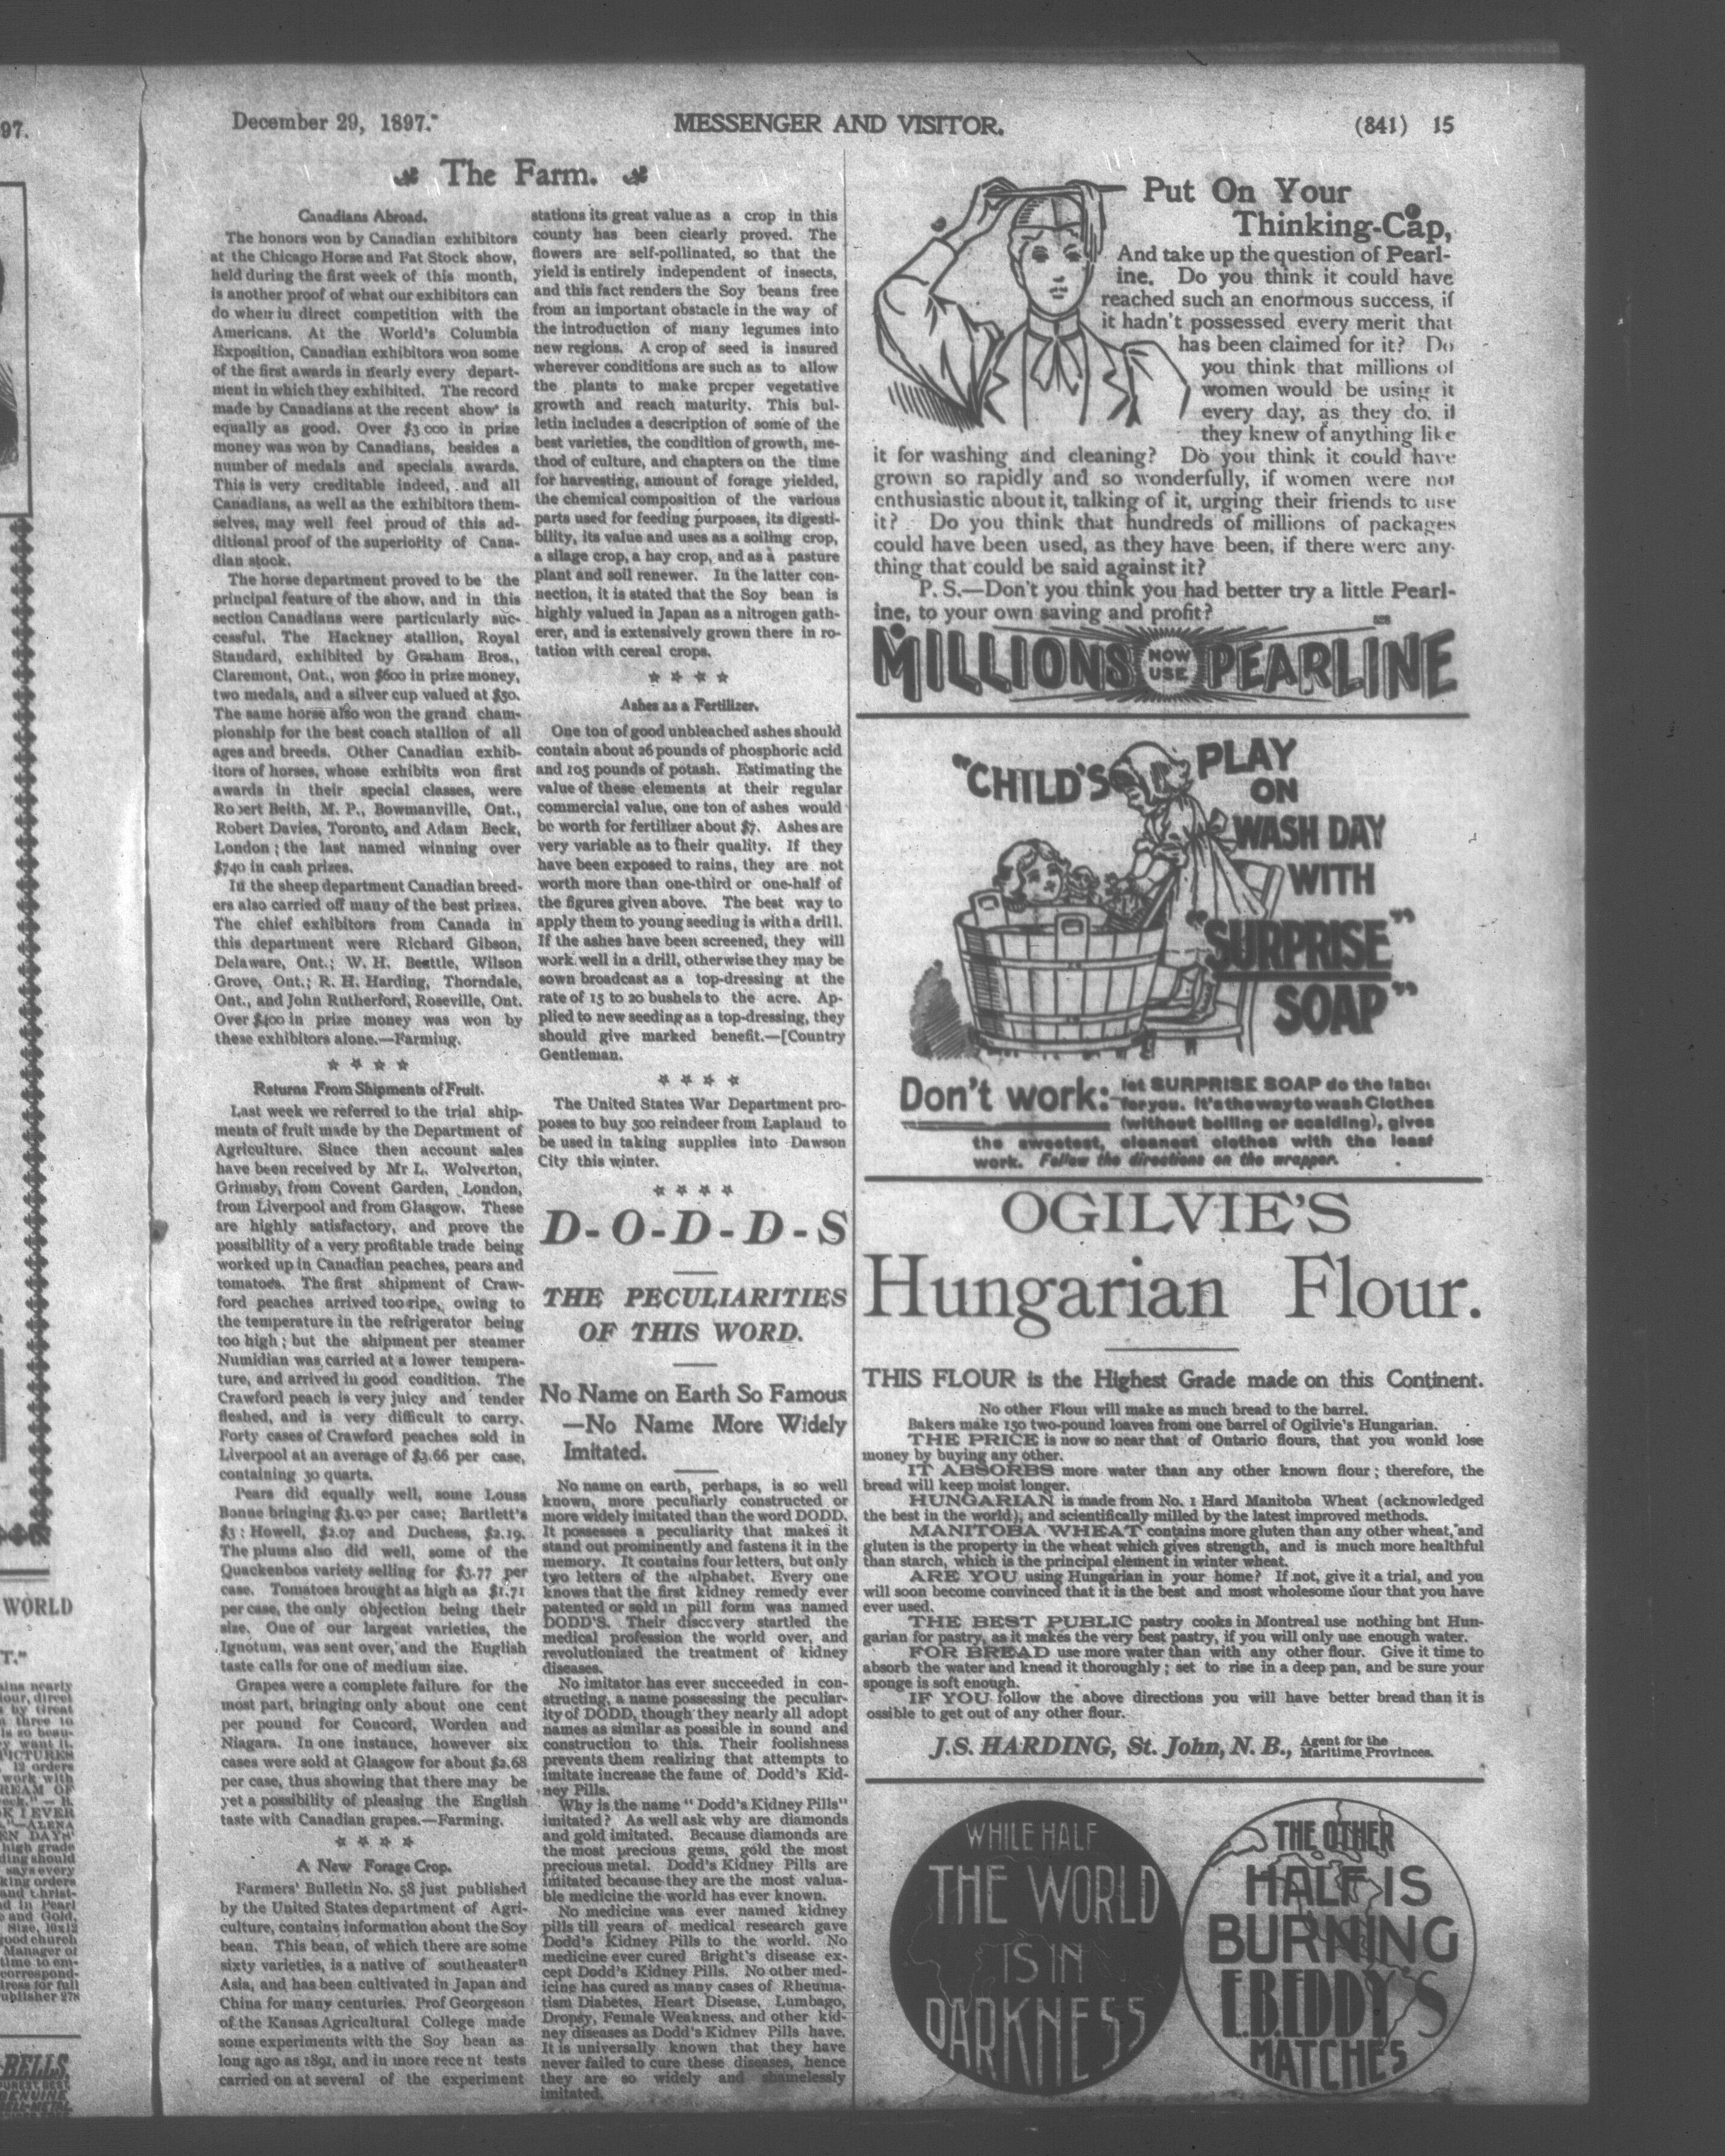 December 29, 1897.
MESSENGER AND VISITOR.
(841) 15
The Farm.
Canadians Abroad.
The honors won by Canadian exhibitors
at the Chicago Horse and Fat Stock show,
held during the first week of this month,
is another proof of what our exhibitors can
do when in direct competition with the
Americans. At the World's Columbia
Exposition, Canadian exhibitors won some
of the first awards in nearly every depart-
ment in which they exhibited. The record
made by Canadians at the recent show is
equally as good. Over $3 000 in prize
money was won by Canadians, besides a
number of medals and specials awards.
This is very creditable indeed, and all
Canadians, as well as the exhibitors them-
selves, may well feel proud of this ad-
ditional proof of the superiority of Cana-
dian stock.
The horse department proved to be the
principal feature of the show, and in this
section Canadians were particularly suc-
cessful. The Hackney stallion, Royal
Standard, exhibited by Graham Bros.,
Claremont, Ont., won $600 in prize money,
two medals, and a silver cup valued at $50.
The same horse also won the grand cham-
pionship for the best coach stallion of all
ages and breeds. Other Canadian exhib-
itors of horses, whose exhibits won first
awards in their special classes, were
Robert Beith, M. P., Bowmanville, Ont.,
Robert Davies, Toronto, and Adam Beck,
London; the last named winning over
$740 in cash prizes.
In the sheep department Canadian breed-
ers also carried off many of the best prizes.
The chief exhibitors from Canada in
this department were Richard Gibson,
Delaware, Ont.; W. H. Beattle, Wilson
Grove, Ont.; R. H. Harding, Thorndale,
Ont., and John Rutherford, Roseville, Ont.
Over $400 in prize money was won by
these exhibitors alone.—Farming.
* * * *
Returns From Shipments of Fruit.
Last week we referred to the trial ship-
ments of fruit made by the Department of
Agriculture. Since then account sales
have been received by Mr L. Wolverton,
Grimsby, from Covent Garden, London,
from Liverpool and from Glasgow. These
are highly satisfactory, and prove the
possibility of a very profitable trade being
worked up in Canadian peaches, pears and
tomatoes. The first shipment of Craw-
ford peaches arrived too ripe, owing to
the temperature in the refrigerator being
too high; but the shipment per steamer
Numidian was carried at a lower tempera-
ture, and arrived in good condition. The
Crawford peach is very juicy and tender
fleshed, and is very difficult to carry.
Forty cases of Crawford peaches sold in
Liverpool at an average of $3.66 per case,
containing 30 quarts.
Pears did equally well, some Louse
Bonne bringing $3.90 per case; Bartlett's
$3; Howell, $2.07 and Duchess, $2.19.
The plums also did well, some of the
Quackenbos variety selling for $3.77 per
case. Tomatoes brought as high as $1.71
per case, the only objection being their
size. One of our largest varieties, the
Ignotum, was sent over, and the English
taste calls for one of medium size.
Grapes were a complete failure for the
most part, bringing only about one cent
per pound for Concord, Worden and
Niagara. In one instance, however six
cases were sold at Glasgow for about $2.68
per case, thus showing that there may be
yet a possibility of pleasing the English
taste with Canadian grapes.—Farming.
* * * *
A New Forage Crop.
Farmers' Bulletin No. 58 just published
by the United States department of Agri-
culture, contains information about the Soy
bean. This bean, of which there are some
sixty varieties, is a native of southeastern
Asia, and has been cultivated in Japan and
China for many centuries. Prof Georgeson
of the Kansas Agricultural College made
some experiments with the Soy bean as
long ago as 1891, and in more recent tests
carried on at several of the experiment
stations its great value as a crop in this
county has been clearly proved. The
flowers are self-pollinated, so that the
yield is entirely independent of insects,
and this fact renders the Soy beans free
from an important obstacle in the way of
the introduction of many legumes into
new regions. A crop of seed is insured
wherever conditions are such as to allow
the plants to make proper vegetative
growth and reach maturity. This bul-
letin includes a description of some of the
best varieties, the condition of growth, me-
thod of culture, and chapters on the time
for harvesting, amount of forage yielded,
the chemical composition of the various
parts used for feeding purposes, its digesti-
bility, its value and uses as a soiling crop,
a silage crop, a hay crop, and as a pasture
plant and soil renewer. In the latter con-
nection, it is stated that the Soy bean is
highly valued in Japan as a nitrogen gath-
erer, and is extensively grown there in ro-
tation with cereal crops.
* * * *
Ashes as a Fertilizer.
One ton of good unbleached ashes should
contain about 26 pounds of phosphoric acid
and 105 pounds of potash. Estimating the
value of these elements at their regular
commercial value, one ton of ashes would
be worth for fertilizer about $7. Ashes are
very variable as to their quality. If they
have been exposed to rains, they are not
worth more than one-third or one-half of
the figures given above. The best way to
apply them to young seeding is with a drill.
If the ashes have been screened, they will
work well in a drill, otherwise they may be
sown broadcast as a top-dressing at the
rate of 15 to 20 bushels to the acre. Ap-
plied to new seeding as a top-dressing, they
should give marked benefit.—[Country
Gentleman.
* * * *
The United States War Department pro-
poses to buy 500 reindeer from Lapland to
be used in taking supplies into Dawson
City this winter.
* * * *
D-O-D-D-S
THE PECULIARITIES
OF THIS WORD.
No Name on Earth So Famous
—No Name More Widely
Imitated.
No name on earth, perhaps, is so well
known, more peculiarly constructed or
more widely imitated than the word DODD.
It possesses a peculiarity that makes it
stand out prominently and fastens it in the
memory. It contains four letters, but only
two letters of the alphabet. Every one
knows that the first kidney remedy ever
patented or sold in pill form was named
DODD'S. Their discovery startled the
medical profession the world over, and
revolutionized the treatment of kidney
diseases.
No imitator has ever succeeded in con-
structing, a name possessing the peculiar-
ity of DODD, though they nearly all adopt
names as similar as possible in sound and
construction to this. Their foolishness
prevents them realizing that attempts to
imitate increase the fame of Dodd's Kid-
ney Pills.
Why is the name "Dodd's Kidney Pills"
imitated? As well ask why are diamonds
and gold imitated. Because diamonds are
the most precious gems, gold the most
precious metal. Dodd's Kidney Pills are
imitated because they are the most valua-
ble medicine the world has ever known.
No medicine was ever named kidney
pills till years of medical research gave
Dodd's Kidney Pills to the world. No
medicine ever cured Bright's disease ex-
cept Dodd's Kidney Pills. No other med-
icine has cured as many cases of Rheuma-
tism Diabetes, Heart Disease, Lumbago,
Dropsy, Female Weakness, and other kid-
ney diseases as Dodd's Kidney Pills have.
It is universally known that they have
never failed to cure these diseases, hence
they are so widely and shamelessly
imitated.
Put On Your
Thinking-Cap,
And take up the question of Pearl-
ine. Do you think it could have
reached such an enormous success, if
it hadn't possessed every merit that
has been claimed for it? Do
you think that millions of
women would be using it
every day, as they do, if
they knew of anything like
it for washing and cleaning? Do you think it could have
grown so rapidly and so wonderfully, if women were not
enthusiastic about it, talking of it, urging their friends to use
it? Do you think that hundreds of millions of packages
could have been used, as they have been, if there were any-
thing that could be said against it?
P. S.—Don't you think you had better try a little Pearl-
ine, to your own saving and profit?
MILLIONS NOW USE PEARLINE
"CHILD'S PLAY
ON
WASH DAY
WITH
"SURPRISE"
SOAP"
Don't work: let SURPRISE SOAP do the labor
for you. It's the way to wash Clothes
(without boiling or scalding), gives
the sweetest, cleanest clothes with the least
work. Follow the directions on the wrapper.
OGILVIE'S
Hungarian Flour.
THIS FLOUR is the Highest Grade made on this Continent.
No other Flour will make as much bread to the barrel.
Bakers make 150 two-pound loaves from one barrel of Ogilvie's Hungarian.
THE PRICE is now so near that of Ontario flours, that you would lose
money by buying any other.
IT ABSORBS more water than any other known flour; therefore, the
bread will keep moist longer.
HUNGARIAN is made from No. 1 Hard Manitoba Wheat (acknowledged
the best in the world), and scientifically milled by the latest improved methods.
MANITOBA WHEAT contains more gluten than any other wheat, and
gluten is the property in the wheat which gives strength, and is much more healthful
than starch, which is the principal element in winter wheat.
ARE YOU using Hungarian in your home? If not, give it a trial, and you
will soon become convinced that it is the best and most wholesome flour that you have
ever used.
THE BEST PUBLIC pastry cooks in Montreal use nothing bnt Hun-
garian for pastry, as it makes the very best pastry, if you will only use enough water.
FOR BREAD use more water than with any other flour. Give it time to
absorb the water and knead it thoroughly; set to rise in a deep pan, and be sure your
sponge is soft enough.
IF YOU follow the above directions you will have better bread than it is
ossible to get out of any other flour.
J.S. HARDING, St. John, N. B., Agent for the
Maritime Provinces.
WHILE HALF
THE WORLD
IS IN
DARKNESS
THE OTHER
HALF IS
BURNING
E.B.EDDY'S
MATCHES
97.
WORLD
T."
PICTURES
12 orders
work with
REAM OF
K I EVER
EN DAYS'
high grade
says every
king orders
and Gold.
Size, 16x12
good church
Manager of
time to em-
correspond-
dress for full
ublisher 278
BELLS
GENUINE